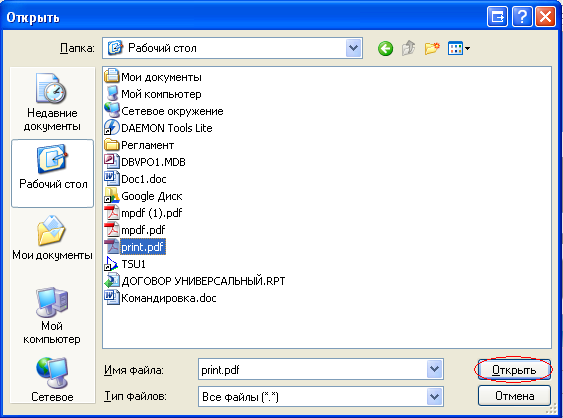 Открыть
Папка:
Рабочий стол
Недавние
документы
Рабочий стол
Мои документы
Мой
компьютер
Сетевое
Мои документы
Мой компьютер
Сетевое окружение
DAEMON Tools Lite
Регламент
DBVPO1.MDB
Doc1.doc
Google Диск
mpdf (1).pdf
mpdf.pdf
print.pdf
TSU1
ДОГОВОР УНИВЕРСАЛЬНЫЙ.RPT
Командировка.doc
Имя файла:
print.pdf
Открыть
Тип файлов:
Все файлы (*.*)
Отмена